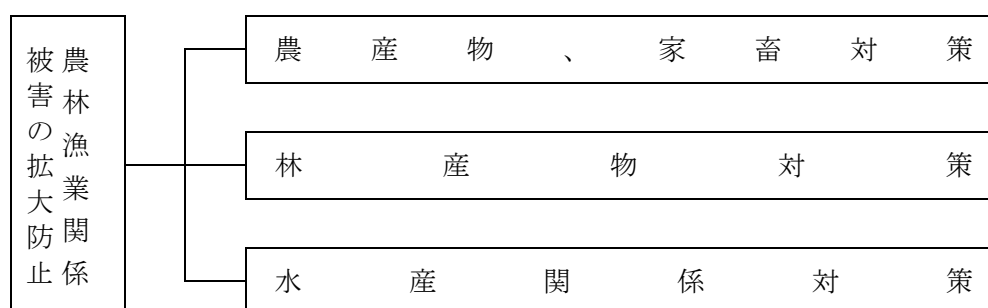 農林漁業関係
被害の拡大防止
農産物、家畜対策
林産物対策
水産関係対策